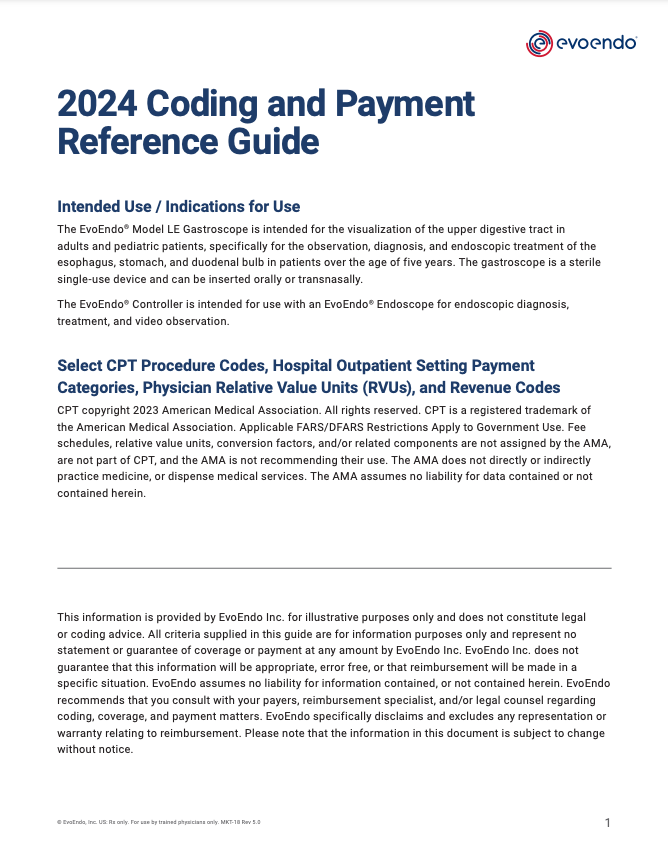 evoendo®
2024 Coding and Payment
Reference Guide
Intended Use / Indications for Use
The EvoEndo® Model LE Gastroscope is intended for the visualization of the upper digestive tract in
adults and pediatric patients, specifically for the observation, diagnosis, and endoscopic treatment of the
esophagus, stomach, and duodenal bulb in patients over the age of five years. The gastroscope is a sterile
single-use device and can be inserted orally or transnasally.
The EvoEndo® Controller is intended for use with an EvoEndo® Endoscope for endoscopic diagnosis,
treatment, and video observation.
Select CPT Procedure Codes, Hospital Outpatient Setting Payment
Categories, Physician Relative Value Units (RVUs), and Revenue Codes
CPT copyright 2023 American Medical Association. All rights reserved. CPT is a registered trademark of
the American Medical Association. Applicable FARS/DFARS Restrictions Apply to Government Use. Fee
schedules, relative value units, conversion factors, and/or related components are not assigned by the AMA,
are not part of CPT, and the AMA is not recommending their use. The AMA does not directly or indirectly
practice medicine, or dispense medical services. The AMA assumes no liability for data contained or not
contained herein.
This information is provided by EvoEndo Inc. for illustrative purposes only and does not constitute legal
or coding advice. All criteria supplied in this guide are for information purposes only and represent no
statement or guarantee of coverage or payment at any amount by EvoEndo Inc. EvoEndo Inc. does not
guarantee that this information will be appropriate, error free, or that reimbursement will be made in a
specific situation. EvoEndo assumes no liability for information contained, or not contained herein. EvoEndo
recommends that you consult with your payers, reimbursement specialist, and/or legal counsel regarding
coding, coverage, and payment matters. EvoEndo specifically disclaims and excludes any representation or
warranty relating to reimbursement. Please note that the information in this document is subject to change
without notice.
© EvoEndo, Inc. US: Rx only. For use by trained physicians only. MKT-18 Rev 5.0
1